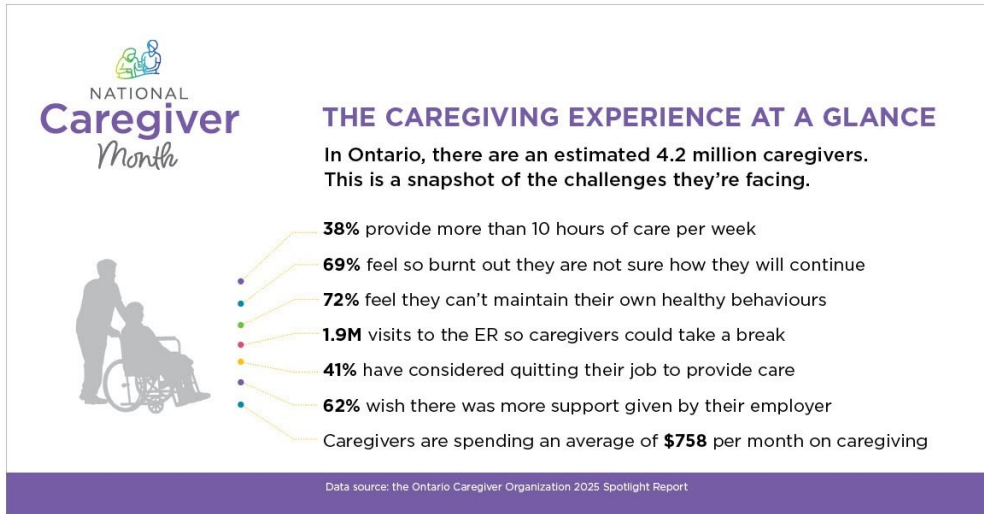 NATIONAL
Caregiver
Month
THE CAREGIVING EXPERIENCE AT A GLANCE
In Ontario, there are an estimated 4.2 million caregivers.
This is a snapshot of the challenges they’re facing.
38% provide more than 10 hours of care per week
69% feel so burnt out they are not sure how they will continue
72% feel they can’t maintain their own healthy behaviours
1.9M visits to the ER so caregivers could take a break
41% have considered quitting their job to provide care
62% wish there was more support given by their employer
Caregivers are spending an average of $758 per month on caregiving
Data source: the Ontario Caregiver Organization 2025 Spotlight Report